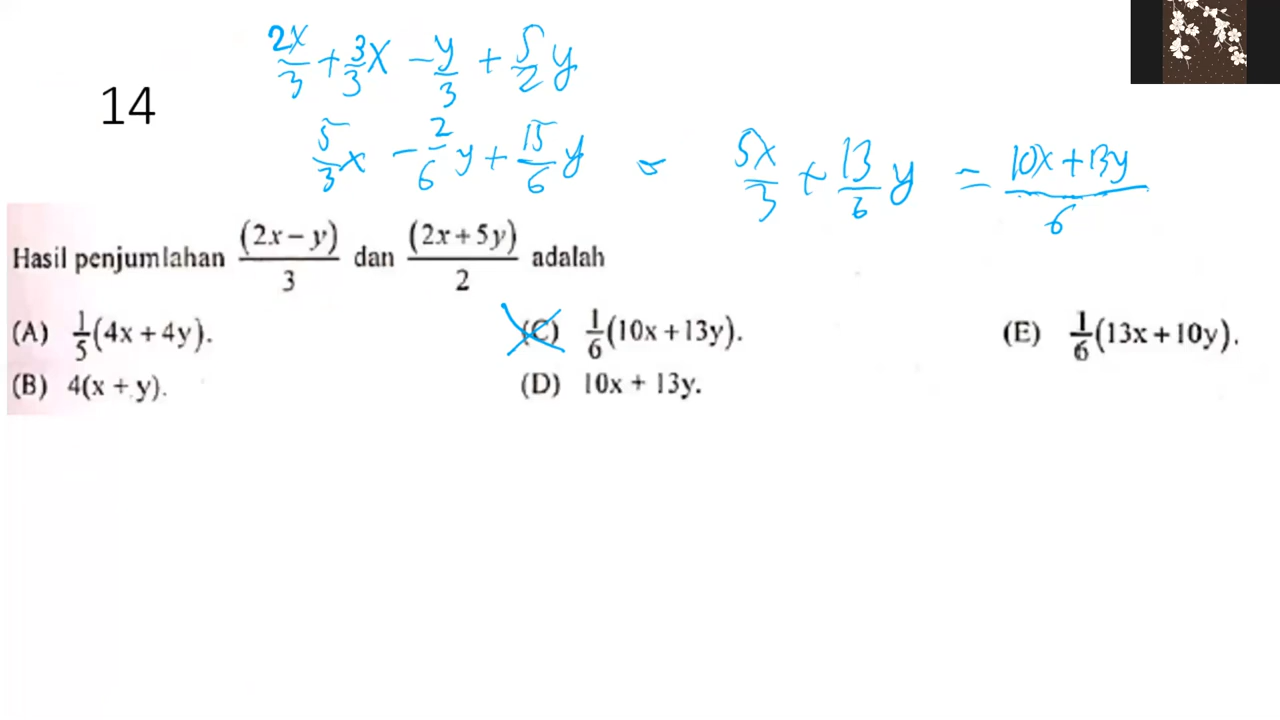 2x/3 + 3/3 x - y/3 + 5/2 y
14
5/3 x - 2/6 y + 15/6 y = 5x/3 + 13/6 y = (10x + 13y)/6
Hasil penjumlahan (2x – y)/3 dan (2x + 5y)/2 adalah
(A) 1/5(4x + 4y). (C) 1/6(10x + 13y). (E) 1/6(13x + 10y).
(B) 4(x + y). (D) 10x + 13y.